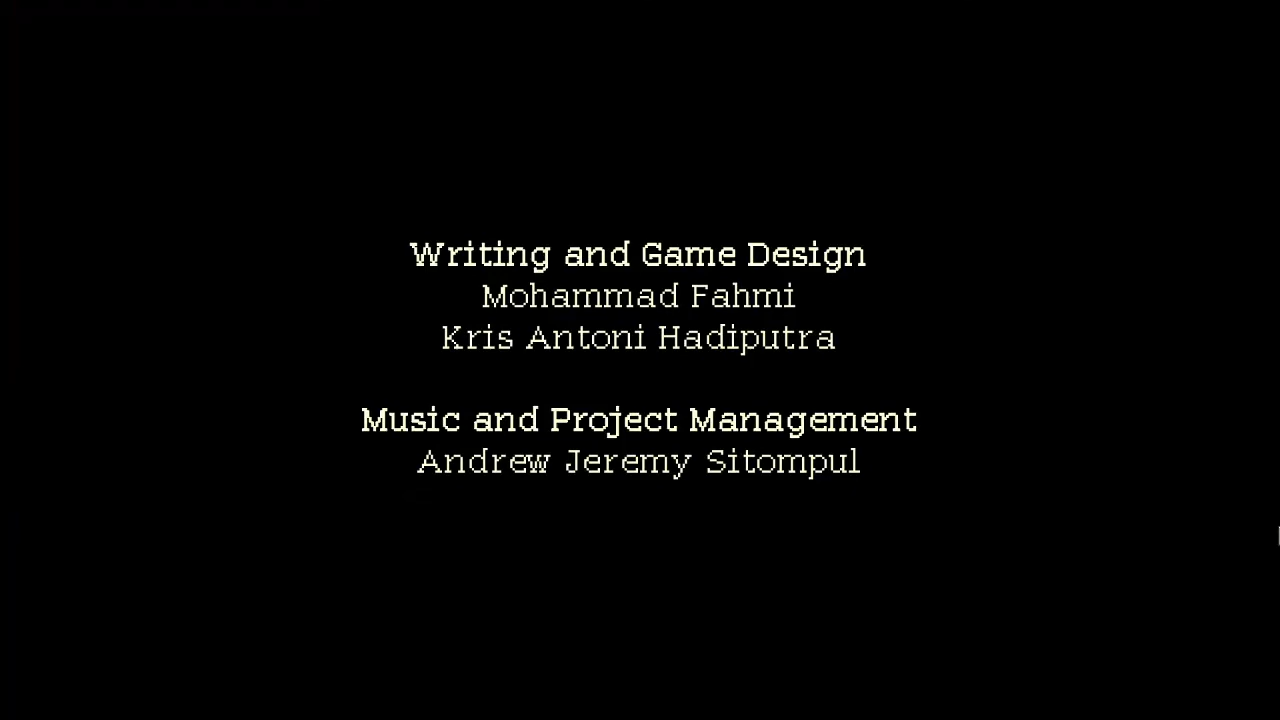 Writing and Game Design
Mohammad Fahmi
Kris Antoni Hadiputra
Music and Project Management
Andrew Jeremy Sitompul